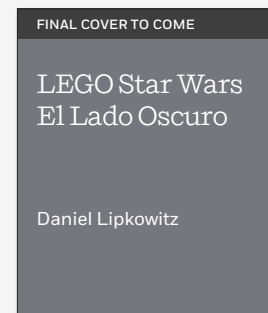 FINAL COVER TO COME
LEGO Star Wars
El Lado Oscuro
Daniel Lipkowitz